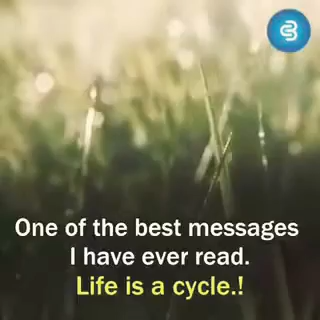 One of the best messages
I have ever read.
Life is a cycle.!